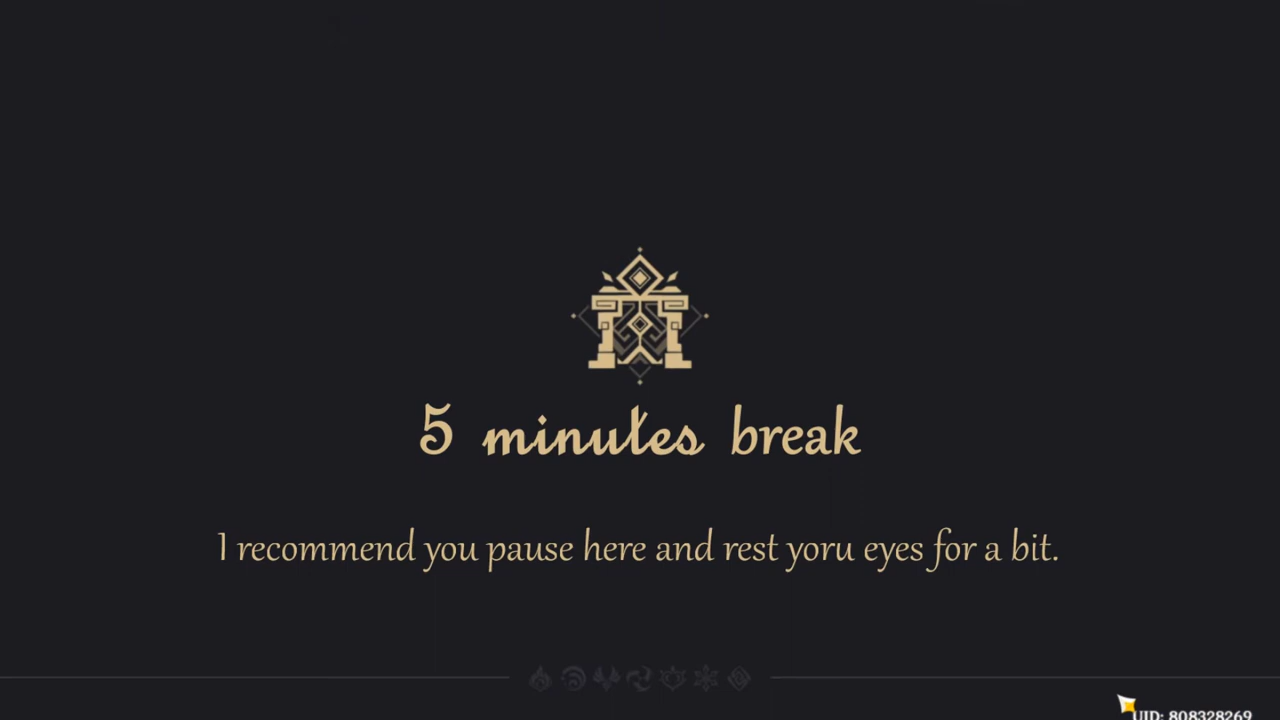 5 minutes break
I recommend you pause here and rest yoru eyes for a bit.
UID: 808328269